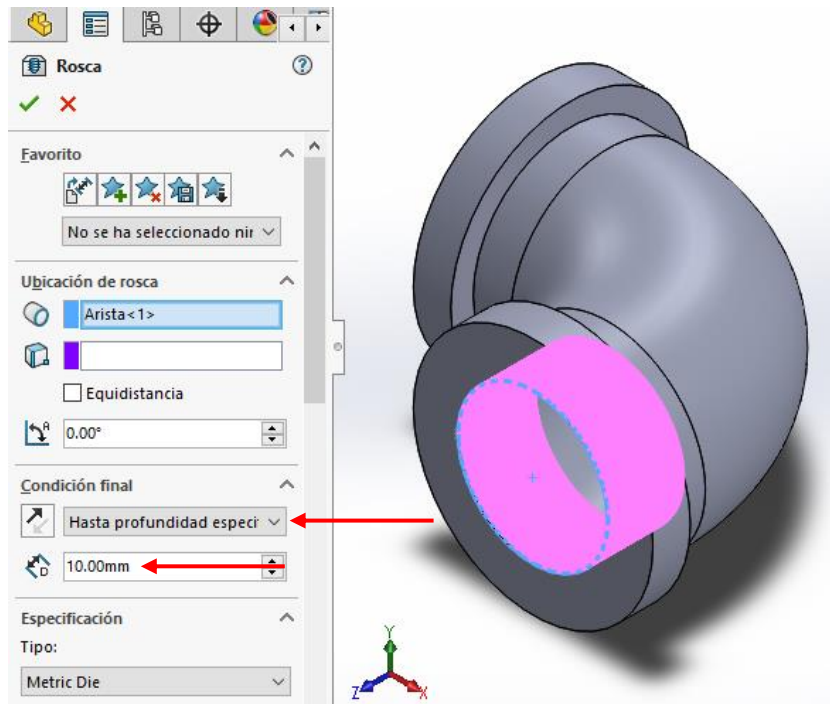 Rosca
Favorito
No se ha seleccionado nir
Ubicación de rosca
Arista<1>
Equidistancia
A
0.00°
Condición final
Hasta profundidad especif
D
10.00mm
Especificación
Tipo:
Metric Die
Y
Z
X